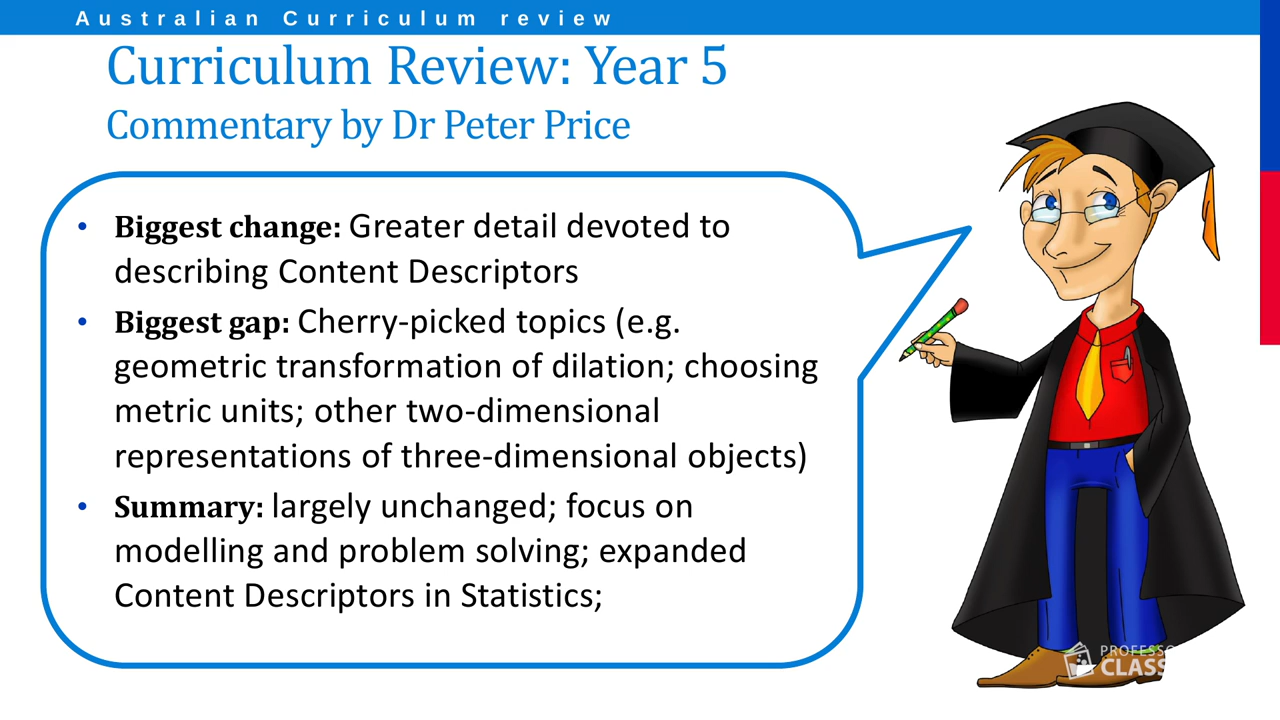 Australian Curriculum review
Curriculum Review: Year 5
Commentary by Dr Peter Price
• Biggest change: Greater detail devoted to
describing Content Descriptors
• Biggest gap: Cherry-picked topics (e.g.
geometric transformation of dilation; choosing
metric units; other two-dimensional
representations of three-dimensional objects)
• Summary: largely unchanged; focus on
modelling and problem solving; expanded
Content Descriptors in Statistics;